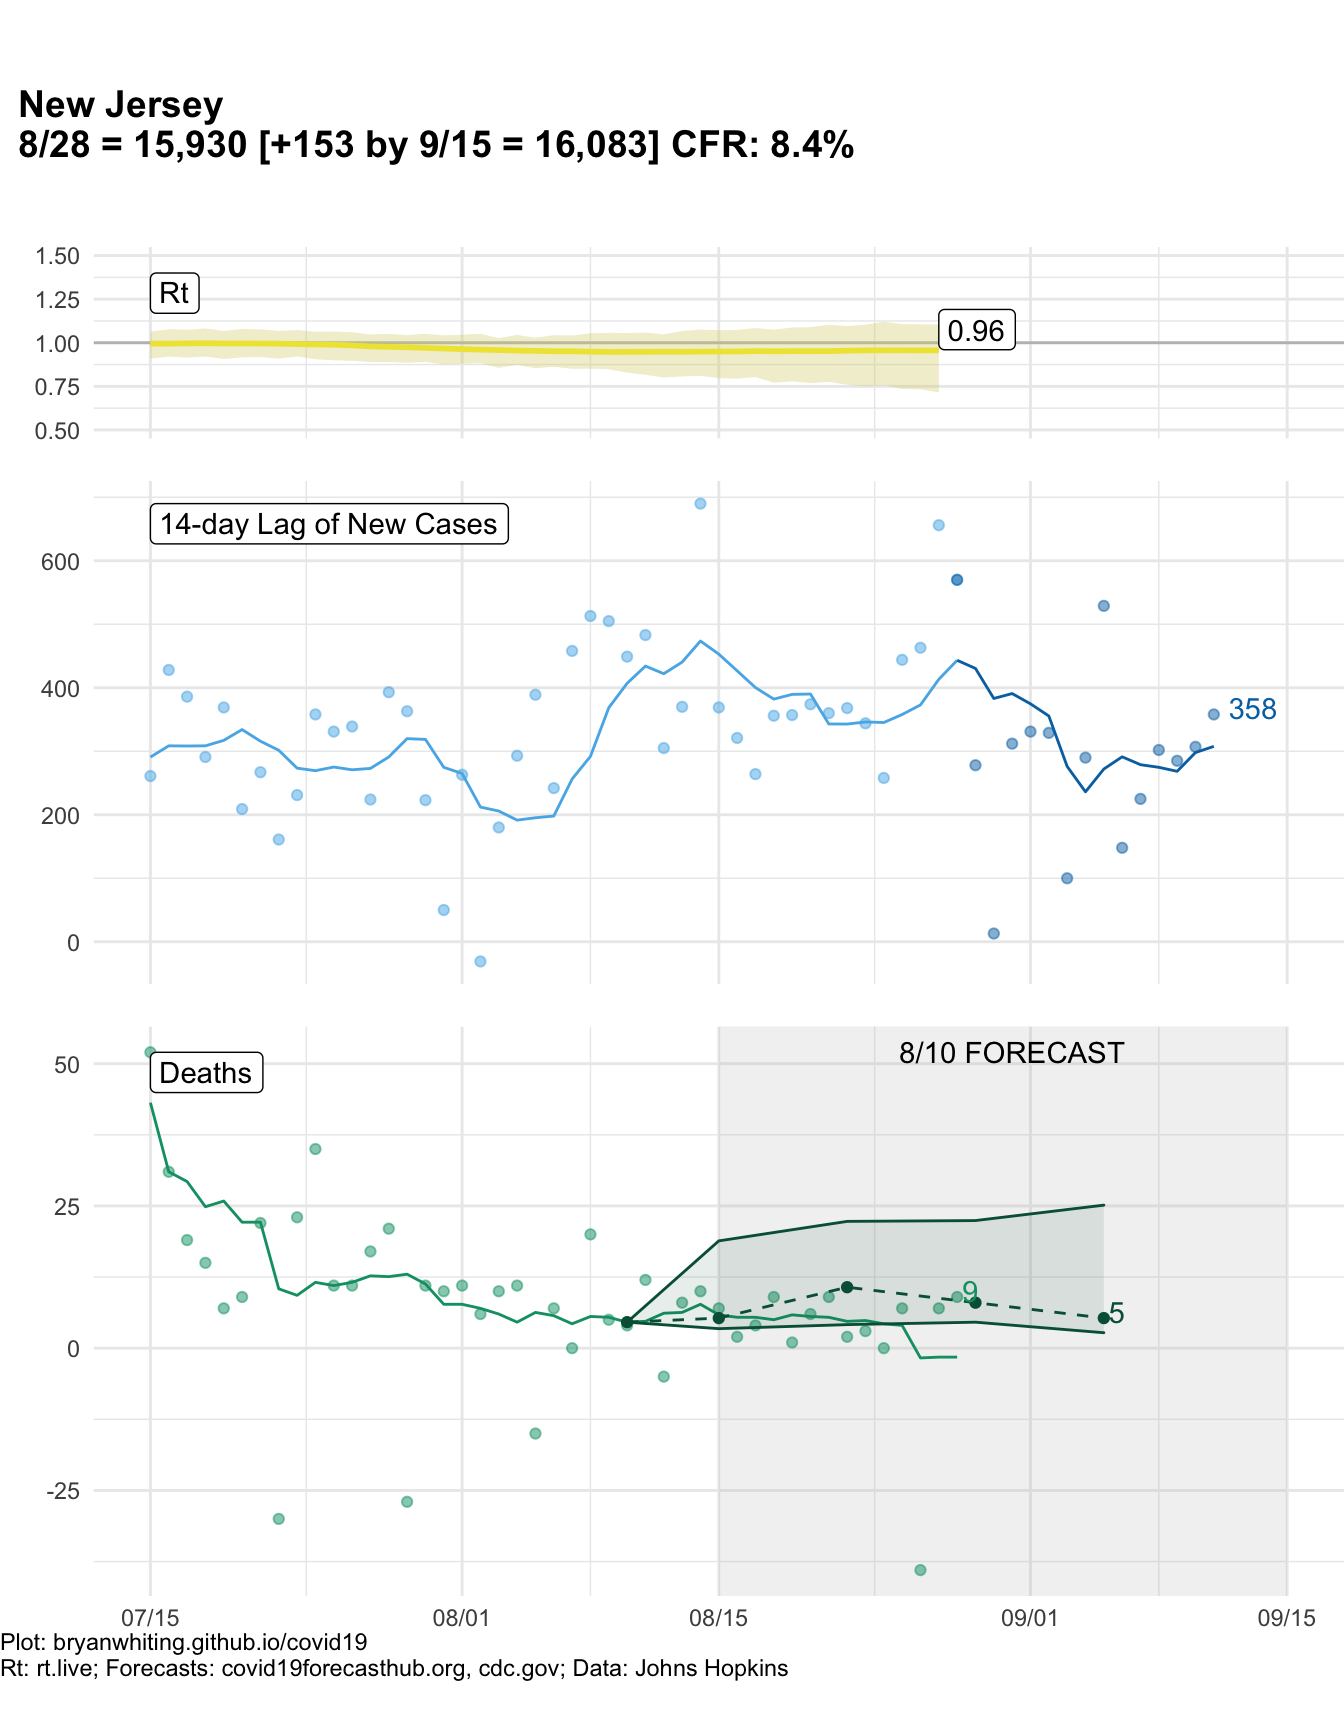 New Jersey
8/28 = 15,930 [+153 by 9/15 = 16,083] CFR: 8.4%
1.50
Rt
1.25
0.96
1.00
0.75
0.50
14-day Lag of New Cases
600
400
358
200
0
8/10 FORECAST
50
Deaths
25
9
5
0
-25
07/15 08/01 08/15 09/01 09/15
Plot: bryanwhiting.github.io/covid19
Rt: rt.live; Forecasts: covid19forecasthub.org, cdc.gov; Data: Johns Hopkins